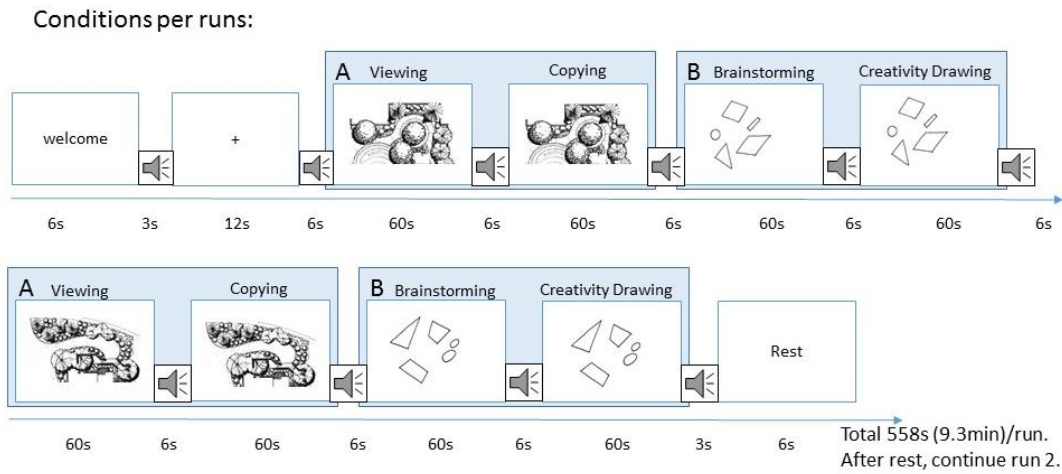 Conditions per runs:
A Viewing Copying B Brainstorming Creativity Drawing
welcome +
6s 3s 12s 6s 60s 6s 60s 6s 60s 6s 60s 6s
A Viewing Copying B Brainstorming Creativity Drawing
Rest
60s 6s 60s 6s 60s 6s 60s 3s 6s
Total 558s (9.3min)/run.
After rest, continue run 2.